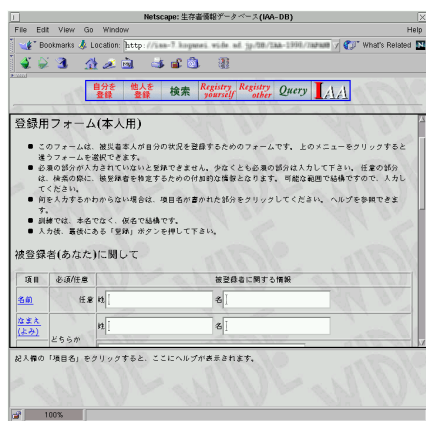 Netscape: 生存者情報データベース(IAA-DB)
File Edit View Go Window Help
Bookmarks Location: http://iaa-7.koganei.wide.ad.jp/DB/IAA-1998/
What's Related
自分を登録 他人を登録 検索 Registry yourself Registry other Query IAA
登録用フォーム(本人用)
このフォームは、被災者本人が自分の状況を登録するためのフォームです。 上のメニューをクリックすると
違うフォームを選択できます。
必須の部分が入力されていないと登録できません。少なくとも必須の部分は入力して下さい。 任意の部分
は、検索の際に、被登録者を特定するための付加的な情報となります。 可能な範囲で結構ですので、入力し
てください。
何を入力するかわからない場合は、項目名が書かれた部分をクリックしてください。 ヘルプを参照できま
す。
訓練では、本名でなく、仮名で結構です。
入力後、最後にある「登録」ボタンを押して下さい。
被登録者(あなた)に関して
項目 必須/任意 被登録者に関する情報
名前 任意 姓 名
なまえ(よみ) どちらか 姓 名
記入欄の「項目名」をクリックすると、ここにヘルプが表示されます。
100%